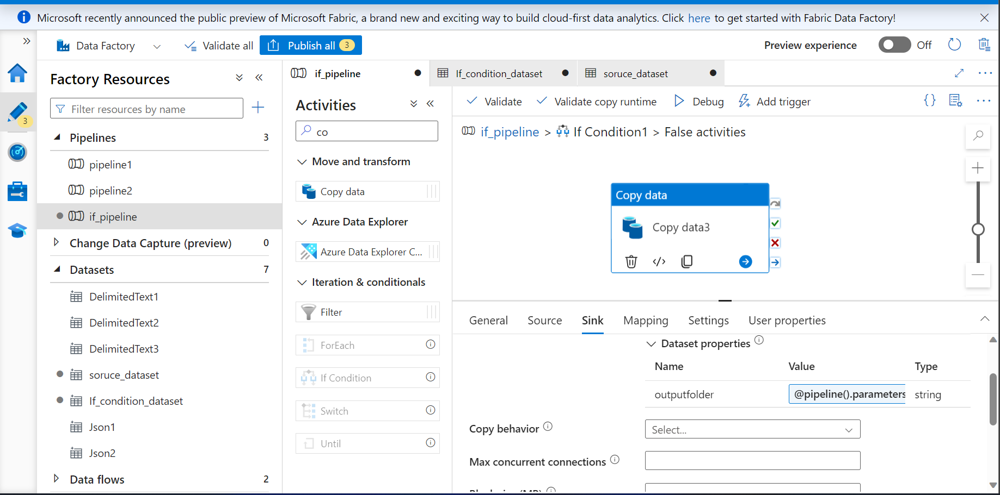 Microsoft recently announced the public preview of Microsoft Fabric, a brand new and exciting way to build cloud-first data analytics. Click here to get started with Fabric Data Factory!
Data Factory
Validate all
Publish all 3
Preview experience
Off
3
Factory Resources
Filter resources by name
Pipelines 3
pipeline1
pipeline2
if_pipeline
Change Data Capture (preview) 0
Datasets 7
DelimitedText1
DelimitedText2
DelimitedText3
soruce_dataset
If_condition_dataset
Json1
Json2
Data flows 2
if_pipeline
If_condition_dataset
soruce_dataset
Activities
co
Move and transform
Copy data
Azure Data Explorer
Azure Data Explorer C...
Iteration & conditionals
Filter
ForEach
If Condition
Switch
Until
Validate
Validate copy runtime
Debug
Add trigger
if_pipeline > If Condition1 > False activities
Copy data
Copy data3
General
Source
Sink
Mapping
Settings
User properties
Dataset properties
Name Value Type
outputfolder @pipeline().parameters string
Copy behavior
Select...
Max concurrent connections